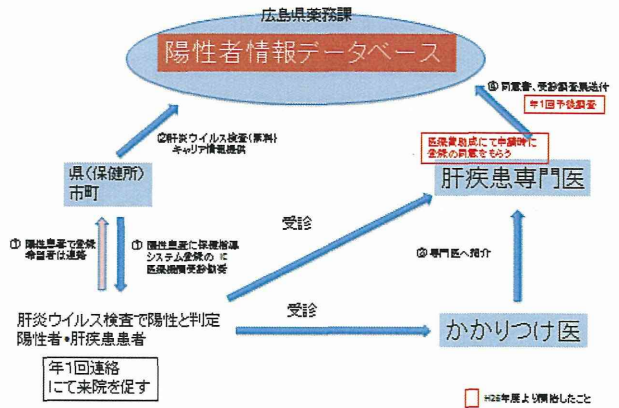 広島県薬務課
陽性者情報データベース
④ 同意書、受診調査票送付
年1回予後調査
②肝炎ウイルス検査(無料)
キャリア情報提供
医療費助成にて申請時に
登録の同意をもらう
県(保健所)
市町
肝疾患専門医
受診
① 陽性患者で登録
希望者は連絡
① 陽性患者に保健指導
システム登録の に
医療機関受診勧奨
③ 専門医へ紹介
受診
肝炎ウイルス検査で陽性と判定
陽性者・肝疾患患者
かかりつけ医
年1回連絡
にて来院を促す
H25年度より開始したこと